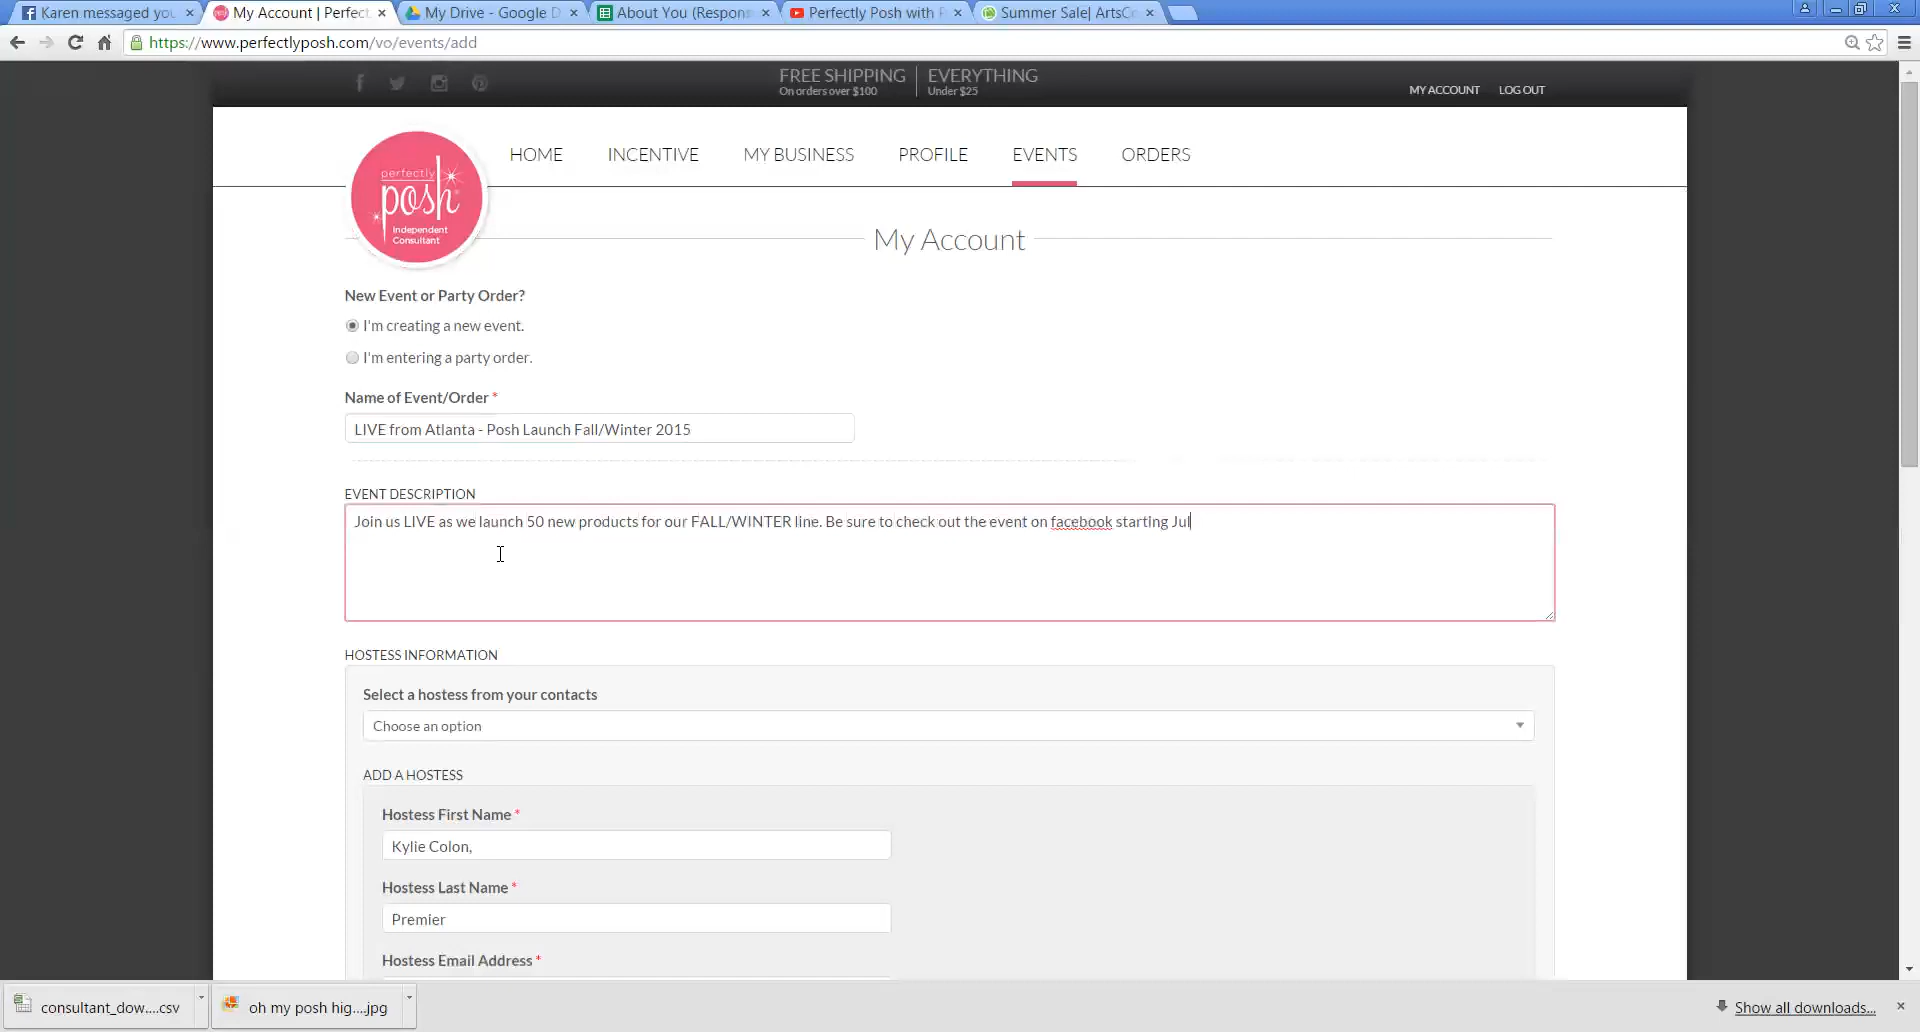 Karen messaged you
My Account | Perfec
My Drive - Google D
About You (Respon
Perfectly Posh with
Summer Sale| ArtsCo
https://www.perfectlyposh.com/vo/events/add
FREE SHIPPING
On orders over $100
EVERYTHING
Under $25
MY ACCOUNT
LOG OUT
perfectly
posh
Independent
Consultant
HOME
INCENTIVE
MY BUSINESS
PROFILE
EVENTS
ORDERS
My Account
New Event or Party Order?
I'm creating a new event.
I'm entering a party order.
Name of Event/Order *
LIVE from Atlanta - Posh Launch Fall/Winter 2015
EVENT DESCRIPTION
Join us LIVE as we launch 50 new products for our FALL/WINTER line. Be sure to check out the event on facebook starting Jul
HOSTESS INFORMATION
Select a hostess from your contacts
Choose an option
ADD A HOSTESS
Hostess First Name *
Kylie Colon,
Hostess Last Name *
Premier
Hostess Email Address *
consultant_dow....csv
oh my posh hig....jpg
Show all downloads...